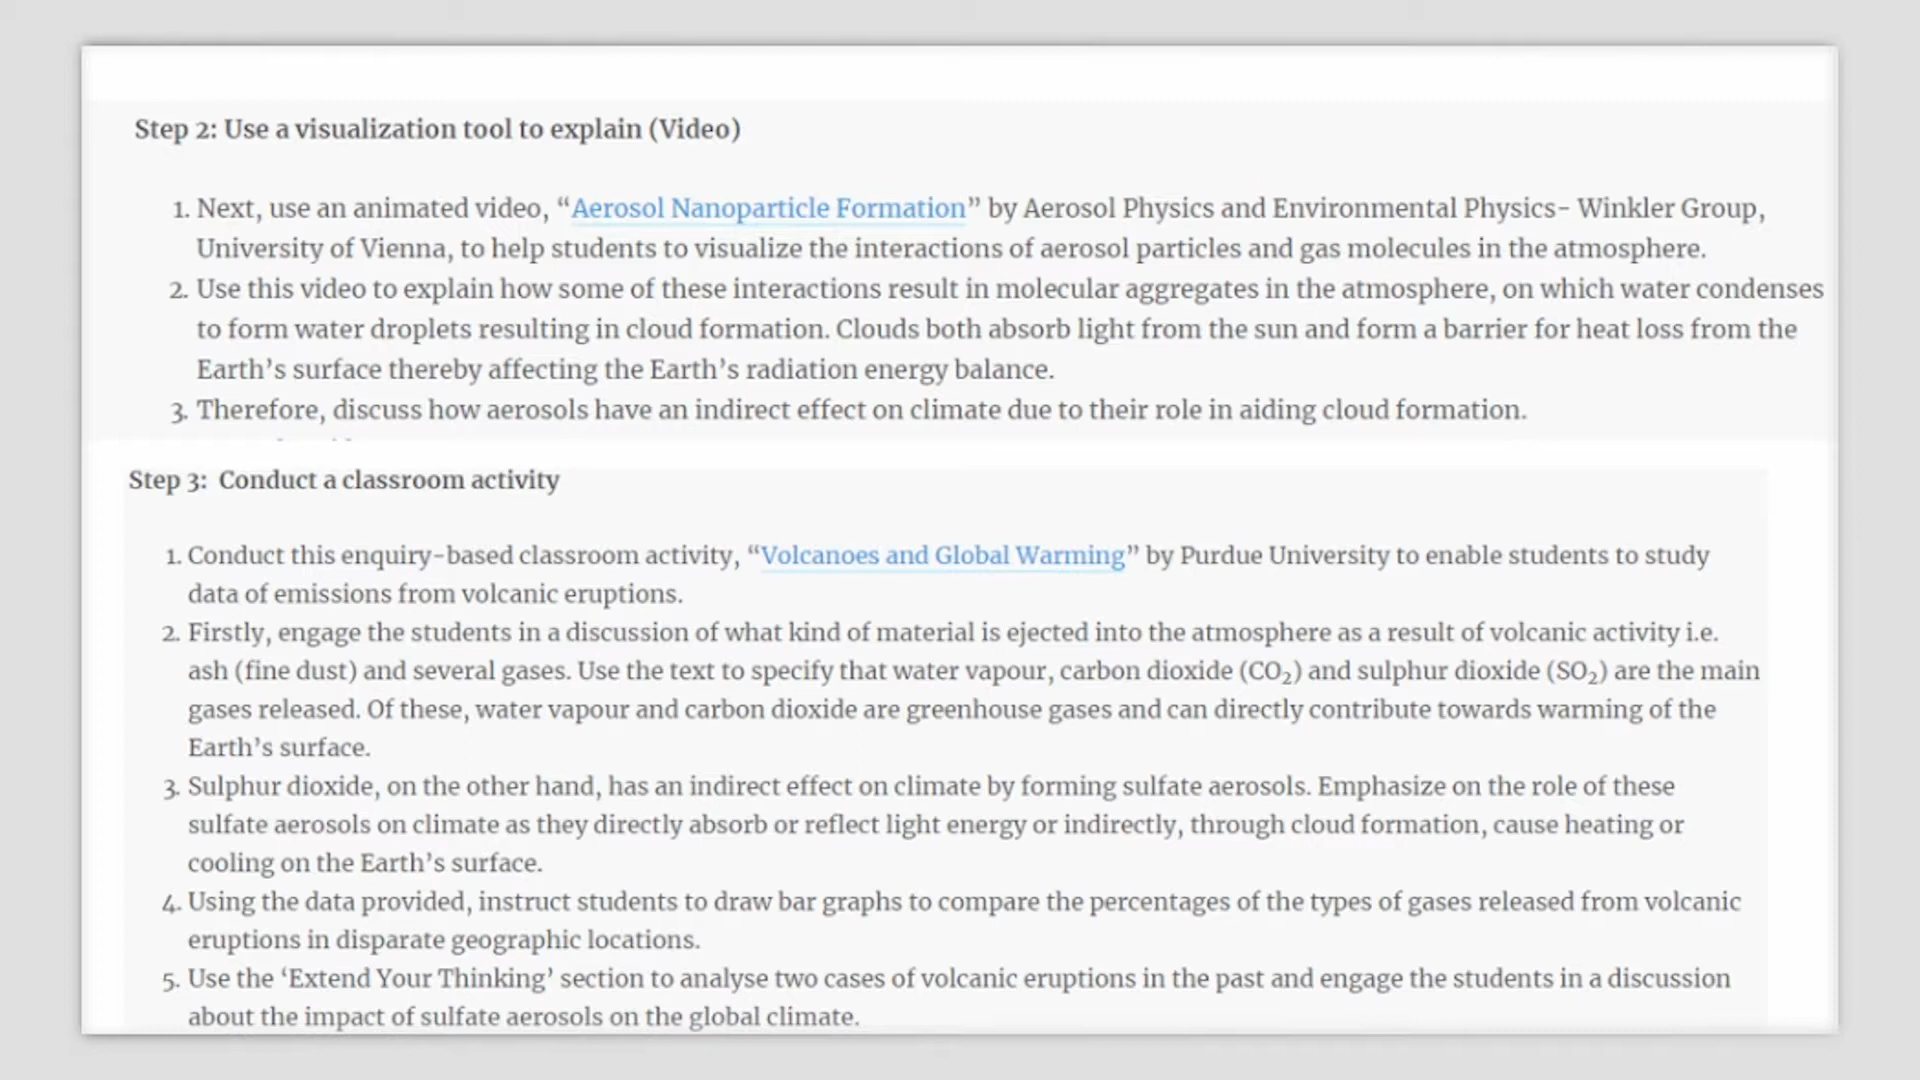 Step 2: Use a visualization tool to explain (Video)
1. Next, use an animated video, “Aerosol Nanoparticle Formation” by Aerosol Physics and Environmental Physics- Winkler Group,
University of Vienna, to help students to visualize the interactions of aerosol particles and gas molecules in the atmosphere.
2. Use this video to explain how some of these interactions result in molecular aggregates in the atmosphere, on which water condenses
to form water droplets resulting in cloud formation. Clouds both absorb light from the sun and form a barrier for heat loss from the
Earth’s surface thereby affecting the Earth’s radiation energy balance.
3. Therefore, discuss how aerosols have an indirect effect on climate due to their role in aiding cloud formation.
Step 3: Conduct a classroom activity
1. Conduct this enquiry-based classroom activity, “Volcanoes and Global Warming” by Purdue University to enable students to study
data of emissions from volcanic eruptions.
2. Firstly, engage the students in a discussion of what kind of material is ejected into the atmosphere as a result of volcanic activity i.e.
ash (fine dust) and several gases. Use the text to specify that water vapour, carbon dioxide (CO₂) and sulphur dioxide (SO₂) are the main
gases released. Of these, water vapour and carbon dioxide are greenhouse gases and can directly contribute towards warming of the
Earth’s surface.
3. Sulphur dioxide, on the other hand, has an indirect effect on climate by forming sulfate aerosols. Emphasize on the role of these
sulfate aerosols on climate as they directly absorb or reflect light energy or indirectly, through cloud formation, cause heating or
cooling on the Earth’s surface.
4. Using the data provided, instruct students to draw bar graphs to compare the percentages of the types of gases released from volcanic
eruptions in disparate geographic locations.
5. Use the ‘Extend Your Thinking’ section to analyse two cases of volcanic eruptions in the past and engage the students in a discussion
about the impact of sulfate aerosols on the global climate.